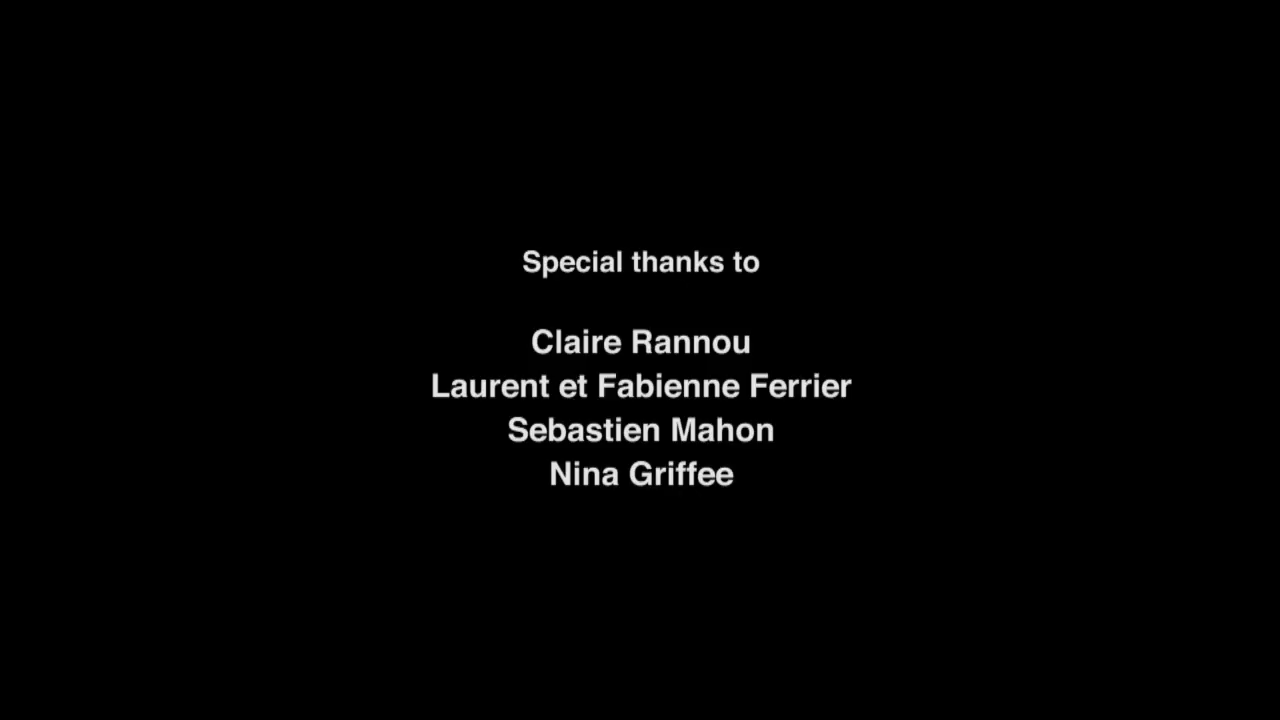 Special thanks to
Claire Rannou
Laurent et Fabienne Ferrier
Sebastien Mahon
Nina Griffee